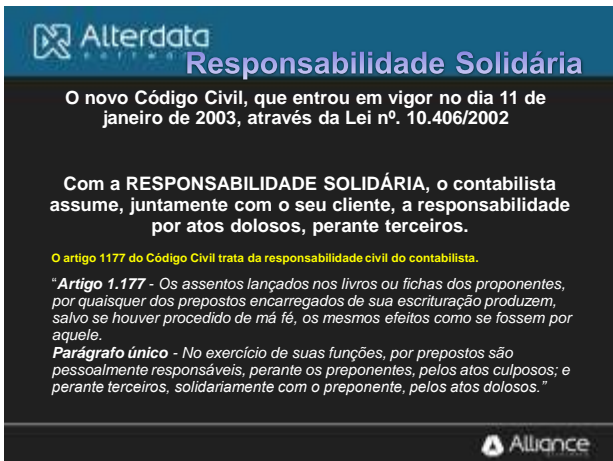 Alterdata
Responsabilidade Solidária
O novo Código Civil, que entrou em vigor no dia 11 de
janeiro de 2003, através da Lei nº. 10.406/2002
Com a RESPONSABILIDADE SOLIDÁRIA, o contabilista
assume, juntamente com o seu cliente, a responsabilidade
por atos dolosos, perante terceiros.
O artigo 1177 do Código Civil trata da responsabilidade civil do contabilista.
“Artigo 1.177 - Os assentos lançados nos livros ou fichas dos proponentes,
por quaisquer dos prepostos encarregados de sua escrituração produzem,
salvo se houver procedido de má fé, os mesmos efeitos como se fossem por
aquele.
Parágrafo único - No exercício de suas funções, por prepostos são
pessoalmente responsáveis, perante os preponentes, pelos atos culposos; e
perante terceiros, solidariamente com o preponente, pelos atos dolosos.”
Alliance